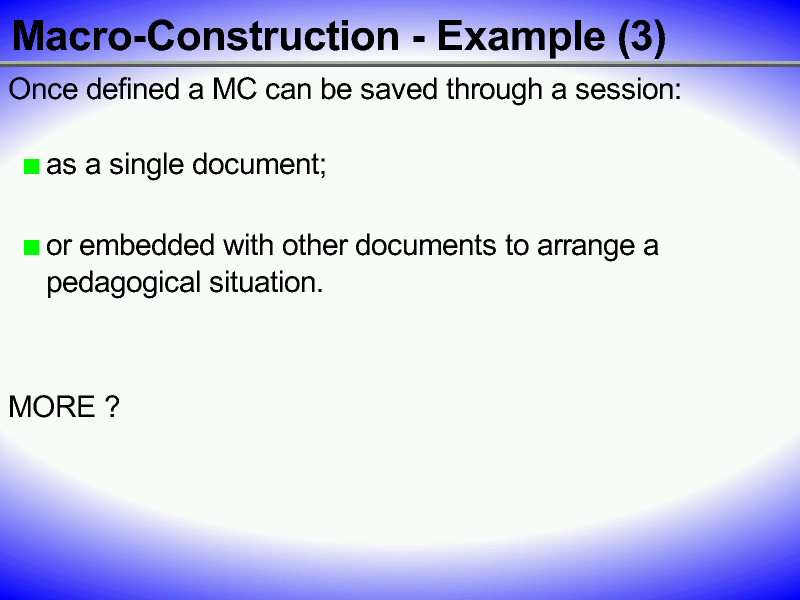 Macro-Construction - Example (3)
Once defined a MC can be saved through a session:
as a single document;
or embedded with other documents to arrange a
pedagogical situation.
MORE ?